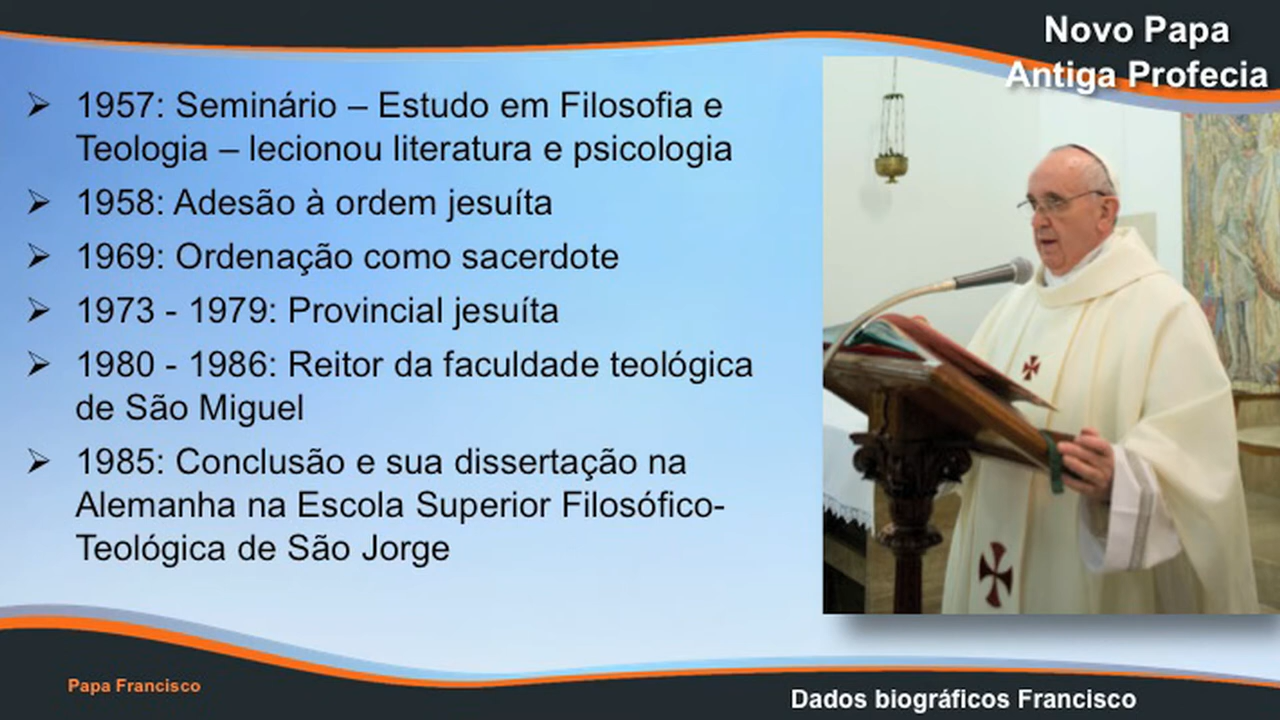 Novo Papa
Antiga Profecia
1957: Seminário – Estudo em Filosofia e
Teologia – lecionou literatura e psicologia
1958: Adesão à ordem jesuíta
1969: Ordenação como sacerdote
1973 - 1979: Provincial jesuíta
1980 - 1986: Reitor da faculdade teológica
de São Miguel
1985: Conclusão e sua dissertação na
Alemanha na Escola Superior Filosófico-
Teológica de São Jorge
Papa Francisco
Dados biográficos Francisco